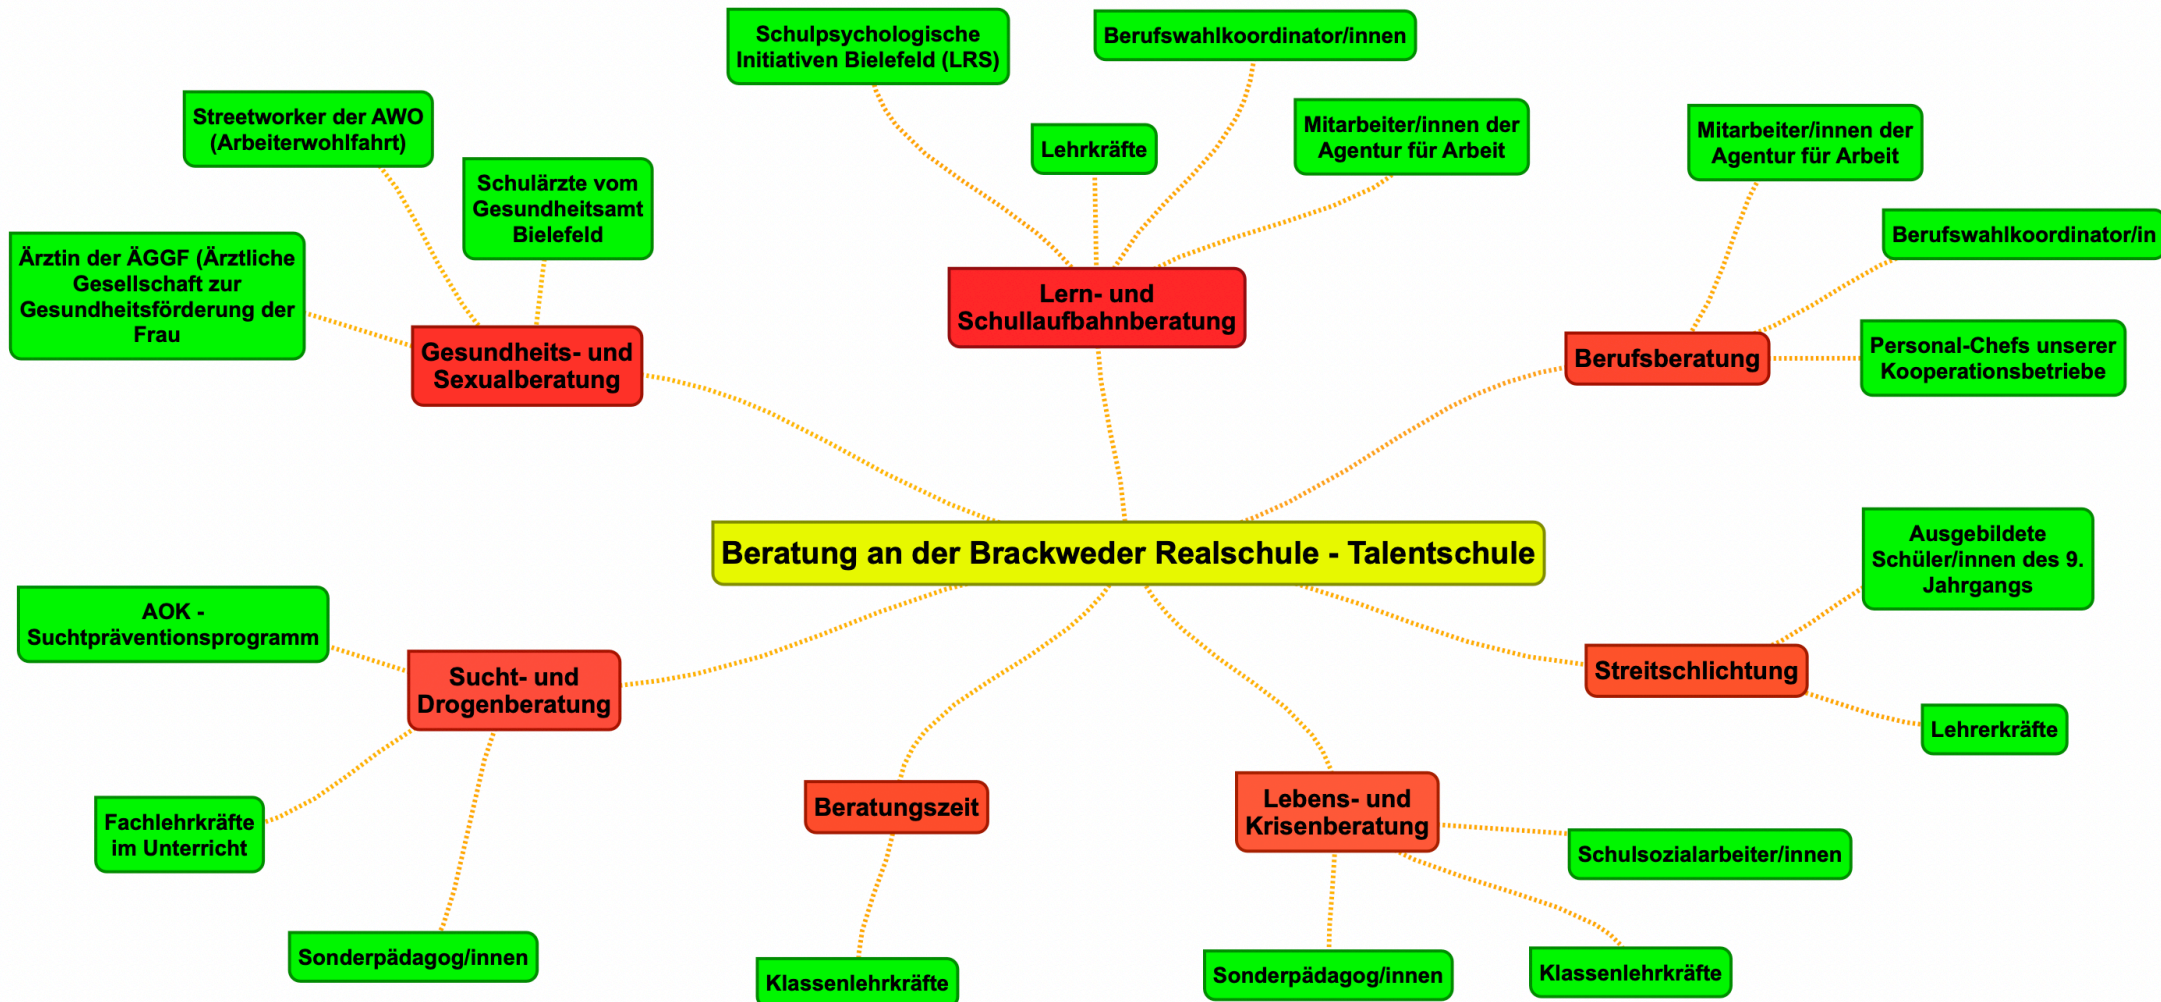 Schulpsychologische
Initiativen Bielefeld (LRS)
Berufswahlkoordinator/innen
Streetworker der AWO
(Arbeiterwohlfahrt)
Lehrkräfte
Mitarbeiter/innen der
Agentur für Arbeit
Mitarbeiter/innen der
Agentur für Arbeit
Schulärzte vom
Gesundheitsamt
Bielefeld
Berufswahlkoordinator/in
Ärztin der ÄGGF (Ärztliche
Gesellschaft zur
Gesundheitsförderung der
Frau
Lern- und
Schullaufbahnberatung
Gesundheits- und
Sexualberatung
Berufsberatung
Personal-Chefs unserer
Kooperationsbetriebe
Beratung an der Brackweder Realschule - Talentschule
Ausgebildete
Schüler/innen des 9.
Jahrgangs
AOK -
Suchtpräventionsprogramm
Sucht- und
Drogenberatung
Streitschlichtung
Lehrerkräfte
Beratungszeit
Lebens- und
Krisenberatung
Fachlehrkräfte
im Unterricht
Schulsozialarbeiter/innen
Sonderpädagog/innen
Klassenlehrkräfte
Sonderpädagog/innen
Klassenlehrkräfte